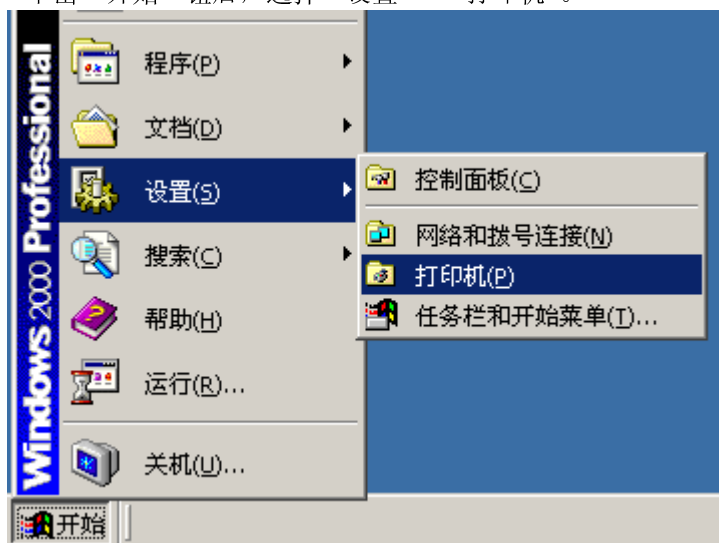 Windows 2000 Professional
程序(P)
文档(D)
设置(S)
搜索(C)
帮助(H)
运行(R)...
关机(U)...
控制面板(C)
网络和拨号连接(N)
打印机(P)
任务栏和开始菜单(T)...
开始